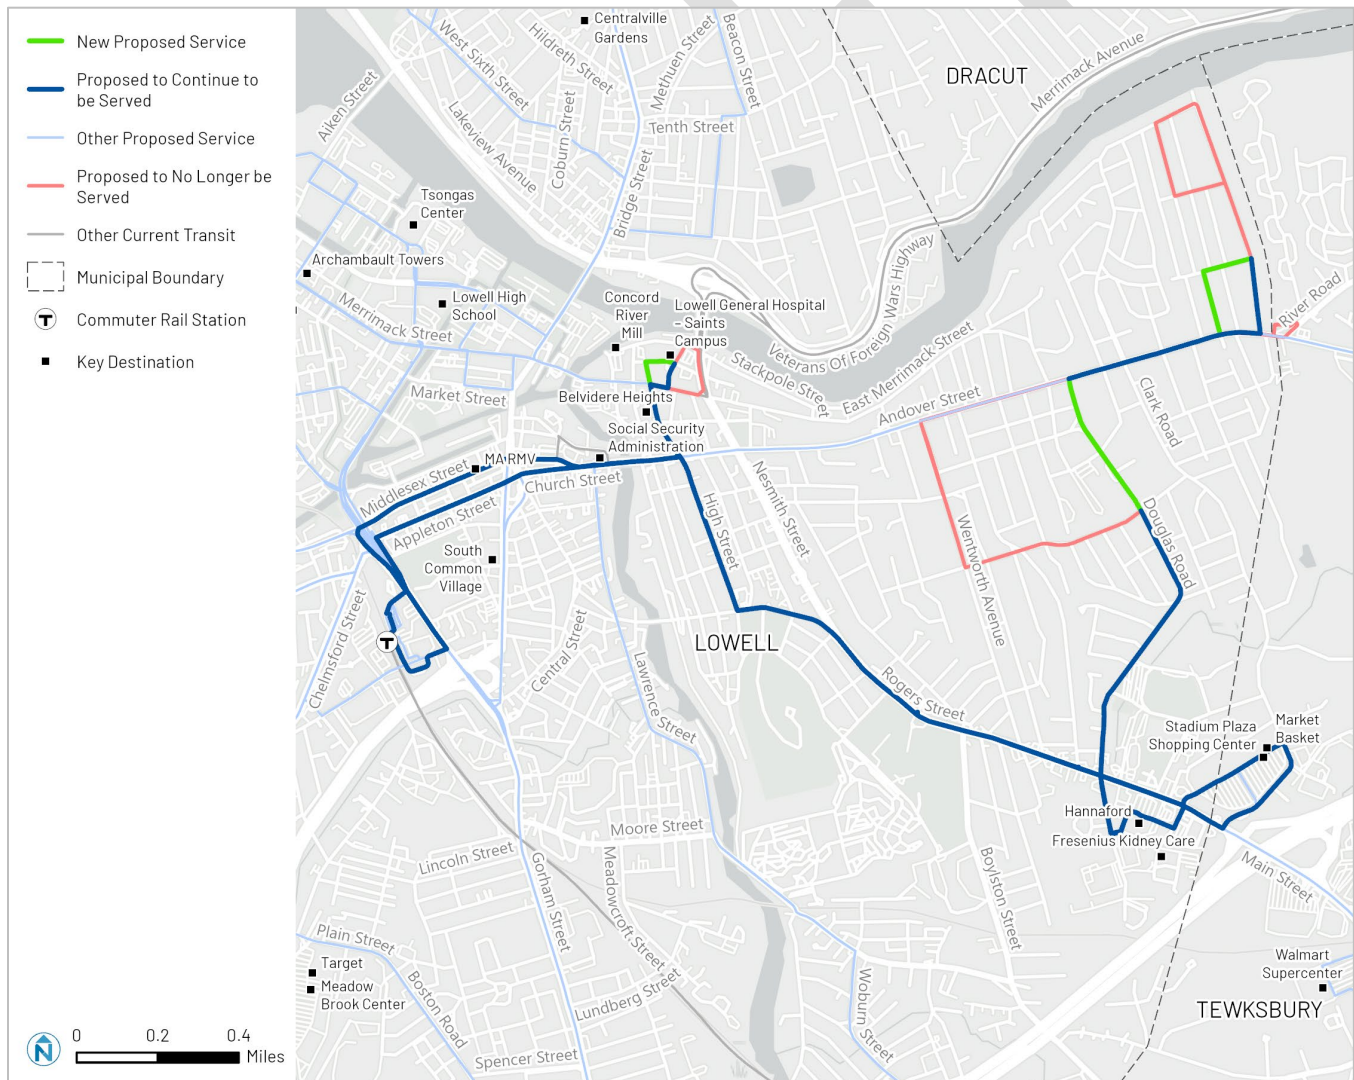 New Proposed Service
Proposed to Continue to
be Served
Other Proposed Service
Proposed to No Longer be
Served
Other Current Transit
Municipal Boundary
T
Commuter Rail Station
Key Destination
N
0
0.2
0.4
Miles
Centralville
Gardens
West Sixth Street
Hildreth Street
Methuen Street
Beacon Street
DRACUT
Merrimack Avenue
Aiken Street
Lakeview Avenue
Coburn Street
Tenth Street
Bridge Street
Tsongas
Center
Archambault Towers
Lowell High
School
Merrimack Street
Concord
River
Mill
Lowell General Hospital
– Saints
Campus
Veterans Of Foreign Wars Highway
River Road
Stackpole Street
East Merrimack Street
Market Street
Belvidere Heights
Andover Street
Clark Road
Social Security
Administration
MA RMV
Middlesex Street
Church Street
Appleton Street
High Street
Nesmith Street
Wentworth Avenue
Douglas Road
South
Common
Village
Chelmsford Street
T
Central Street
Lawrence Street
LOWELL
Rogers Street
Stadium Plaza
Shopping Center
Market
Basket
Hannaford
Fresenius Kidney Care
Moore Street
Lincoln Street
Gorham Street
Meadowcroft Street
Boylston Street
Main Street
Plain Street
Target
Meadow
Brook Center
Boston Road
Lundberg Street
Woburn Street
Spencer Street
Walmart
Supercenter
TEWKSBURY